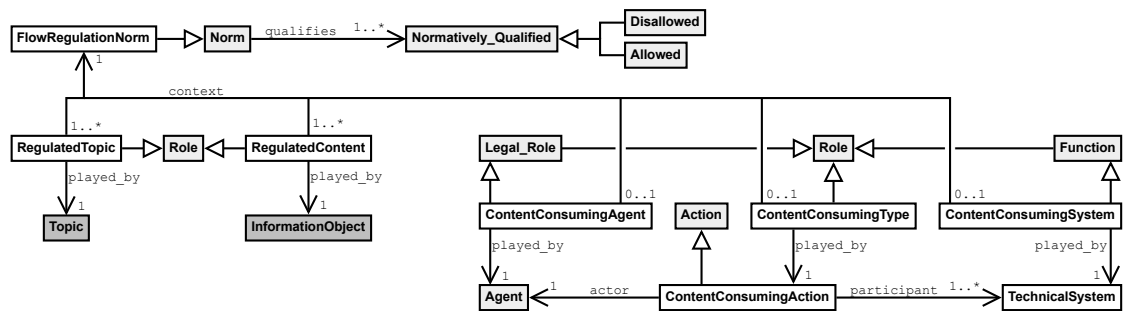 Disallowed
FlowRegulationNorm Norm qualifies 1..* Normatively_Qualified
Allowed
1
context
1..* 1..*
RegulatedTopic Role RegulatedContent Legal_Role Role Function
played_by played_by
0..1 0..1 0..1
1 1
Topic InformationObject ContentConsumingAgent Action ContentConsumingType ContentConsumingSystem
played_by played_by played_by
1 1 1
Agent 1 actor ContentConsumingAction participant 1..* TechnicalSystem